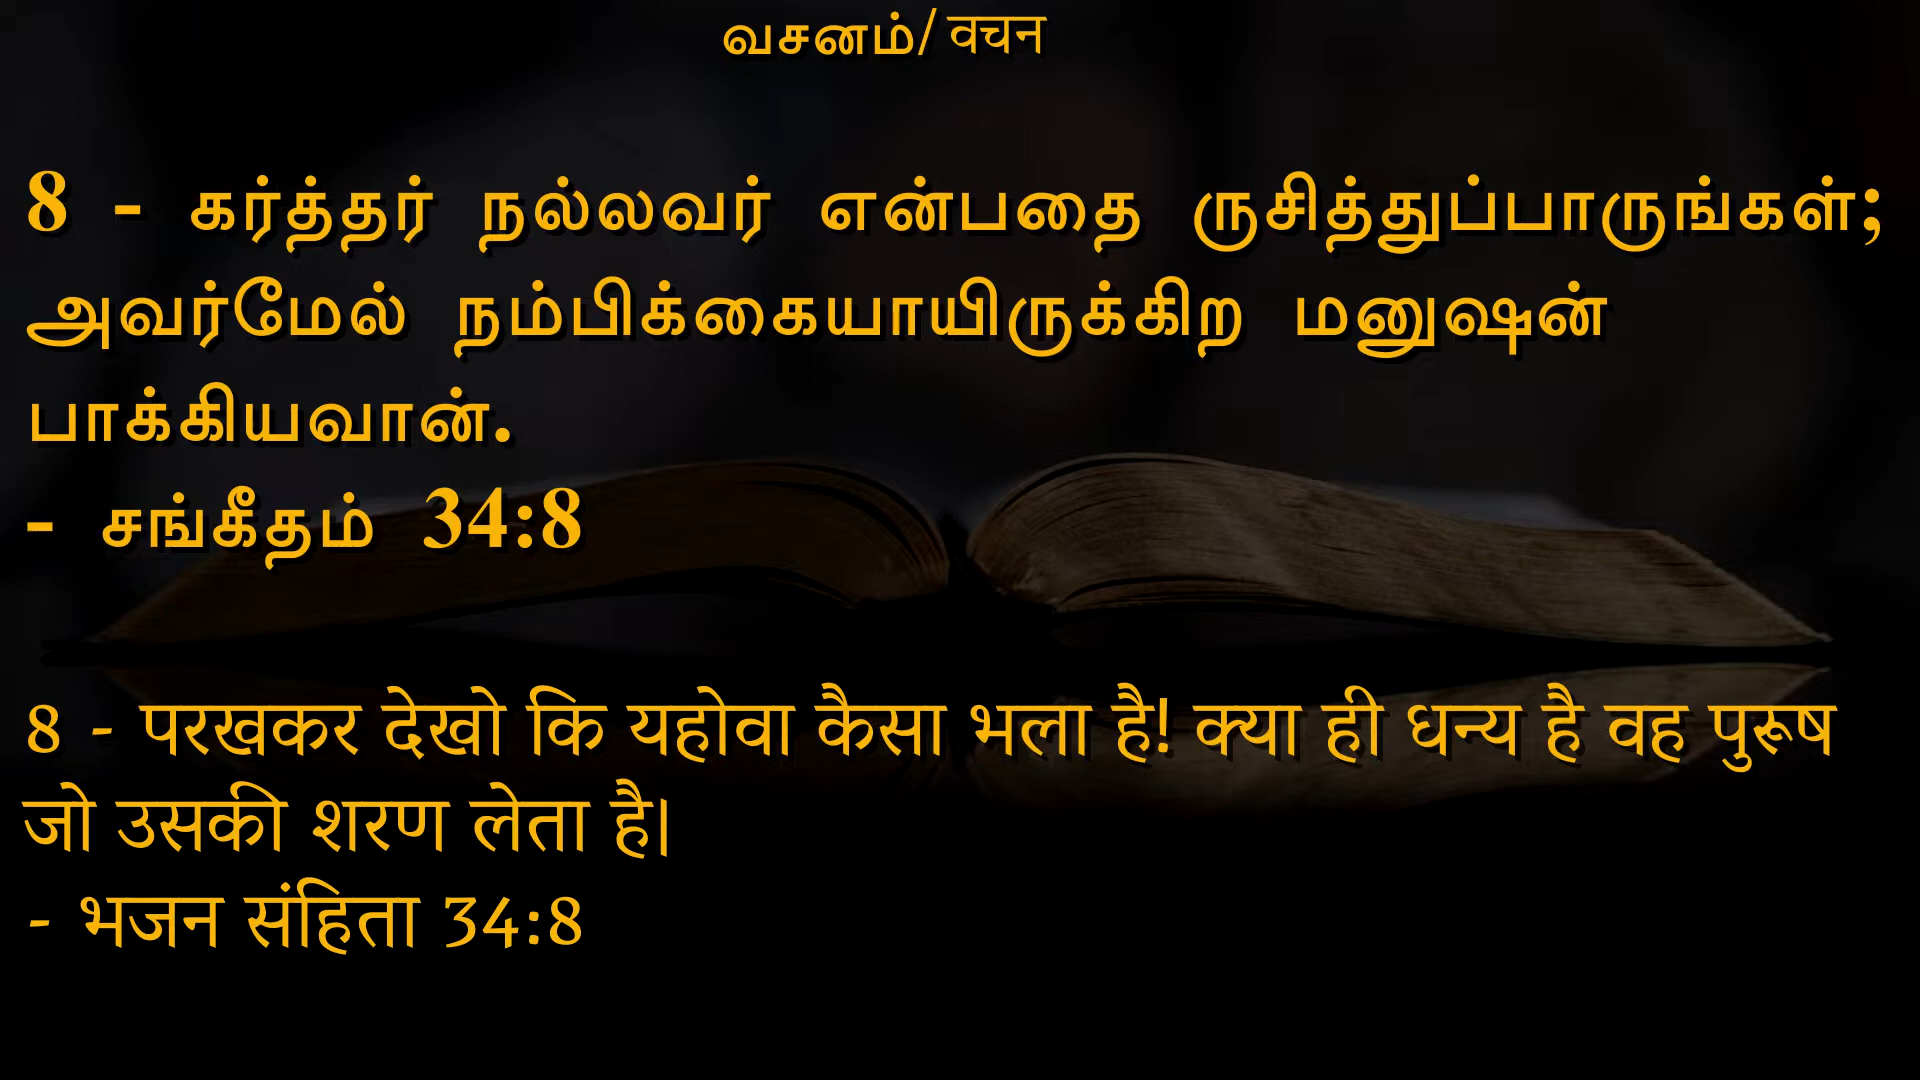 வசனம்/ वचन
8 - கர்த்தர் நல்லவர் என்பதை ருசித்துப்பாருங்கள்;
அவர்மேல் நம்பிக்கையாயிருக்கிற மனுஷன்
பாக்கியவான்.
- சங்கீதம் 34:8
8 - परखकर देखो कि यहोवा कैसा भला है! क्या ही धन्य है वह पुरूष
जो उसकी शरण लेता है|
- भजन संहिता 34:8